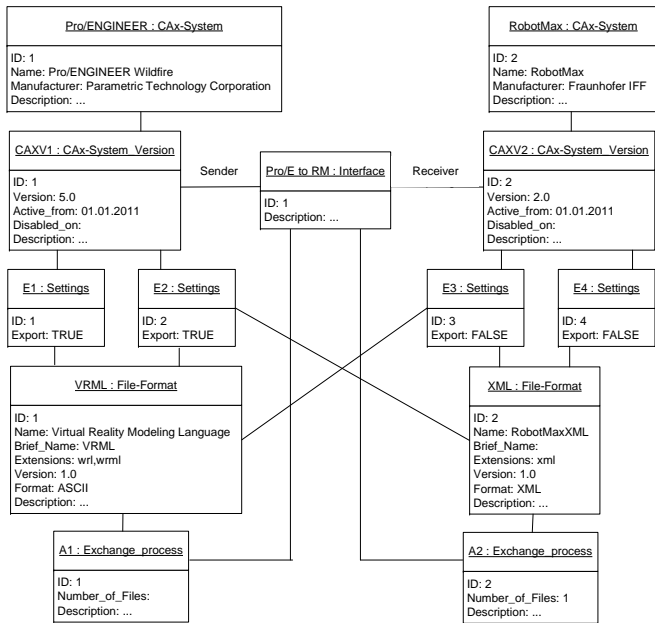 Pro/ENGINEER : CAx-System
ID: 1
Name: Pro/ENGINEER Wildfire
Manufacturer: Parametric Technology Corporation
Description: ...
RobotMax : CAx-System
ID: 2
Name: RobotMax
Manufacturer: Fraunhofer IFF
Description: ...
CAXV1 : CAx-System_Version
ID: 1
Version: 5.0
Active_from: 01.01.2011
Disabled_on:
Description: ...
Sender
Pro/E to RM : Interface
ID: 1
Description: ...
Receiver
CAXV2 : CAx-System_Version
ID: 2
Version: 2.0
Active_from: 01.01.2011
Disabled_on:
Description: ...
E1 : Settings
ID: 1
Export: TRUE
E2 : Settings
ID: 2
Export: TRUE
E3 : Settings
ID: 3
Export: FALSE
E4 : Settings
ID: 4
Export: FALSE
VRML : File-Format
ID: 1
Name: Virtual Reality Modeling Language
Brief_Name: VRML
Extensions: wrl,wrml
Version: 1.0
Format: ASCII
Description: ...
XML : File-Format
ID: 2
Name: RobotMaxXML
Brief_Name:
Extensions: xml
Version: 1.0
Format: XML
Description: ...
A1 : Exchange_process
ID: 1
Number_of_Files:
Description: ...
A2 : Exchange_process
ID: 2
Number_of_Files: 1
Description: ...